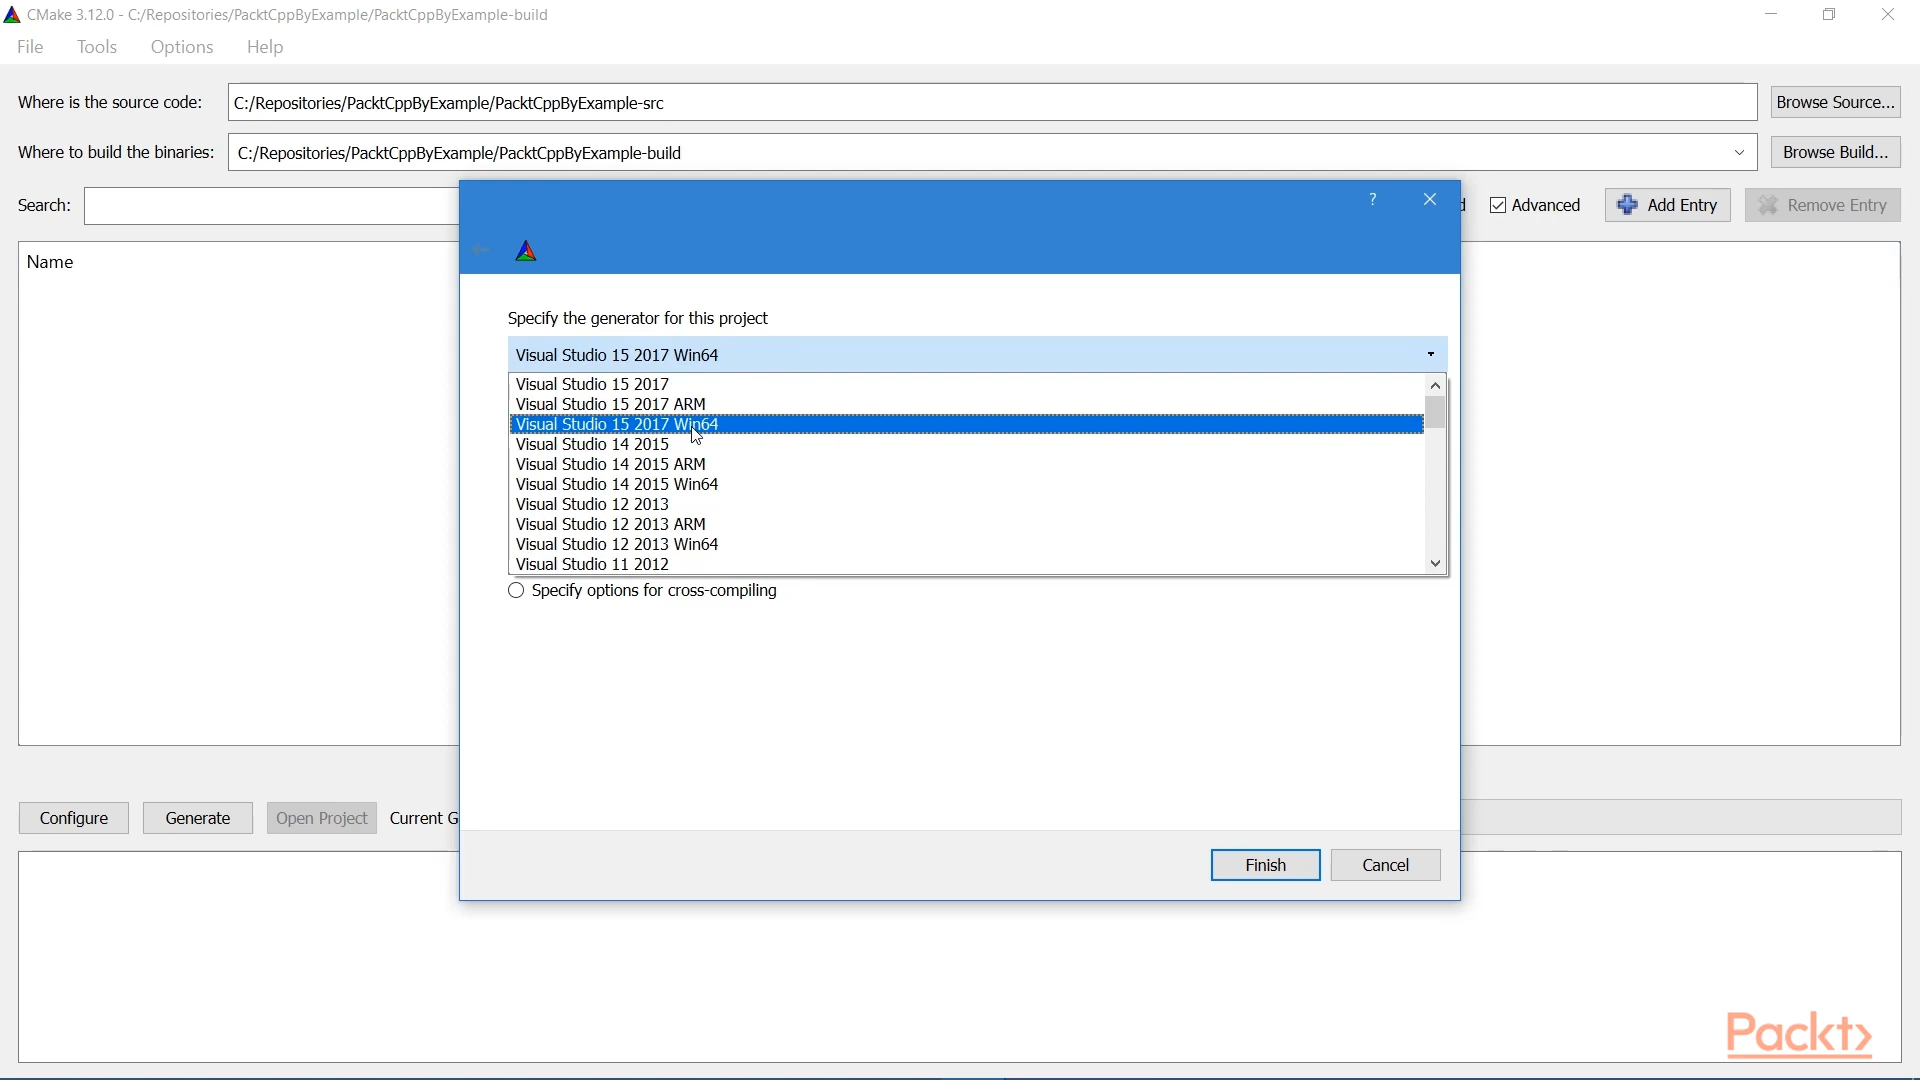 CMake 3.12.0 - C:/Repositories/PacktCppByExample/PacktCppByExample-build
File Tools Options Help
Where is the source code: C:/Repositories/PacktCppByExample/PacktCppByExample-src Browse Source...
Where to build the binaries: C:/Repositories/PacktCppByExample/PacktCppByExample-build Browse Build...
Search: ? d Advanced Add Entry Remove Entry
Name
Specify the generator for this project
Visual Studio 15 2017 Win64
Visual Studio 15 2017
Visual Studio 15 2017 ARM
Visual Studio 15 2017 Win64
Visual Studio 14 2015
Visual Studio 14 2015 ARM
Visual Studio 14 2015 Win64
Visual Studio 12 2013
Visual Studio 12 2013 ARM
Visual Studio 12 2013 Win64
Visual Studio 11 2012
Specify options for cross-compiling
Configure Generate Open Project Current G
Finish Cancel
Packt>